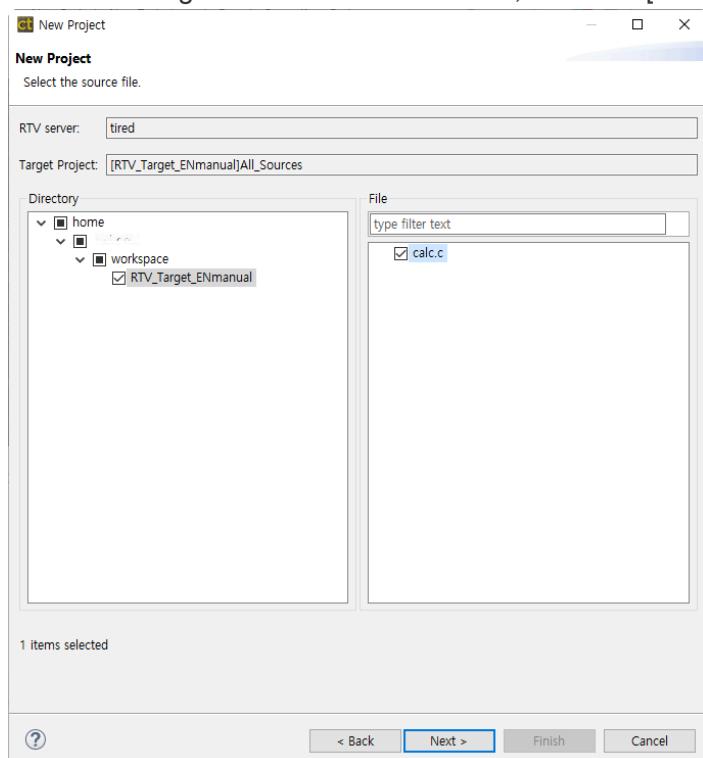 ct New Project
New Project
Select the source file.
RTV server: tired
Target Project: [RTV_Target_ENmanual]All_Sources
Directory
File
home
type filter text
calc.c
workspace
RTV_Target_ENmanual
1 items selected
?
< Back Next > Finish Cancel